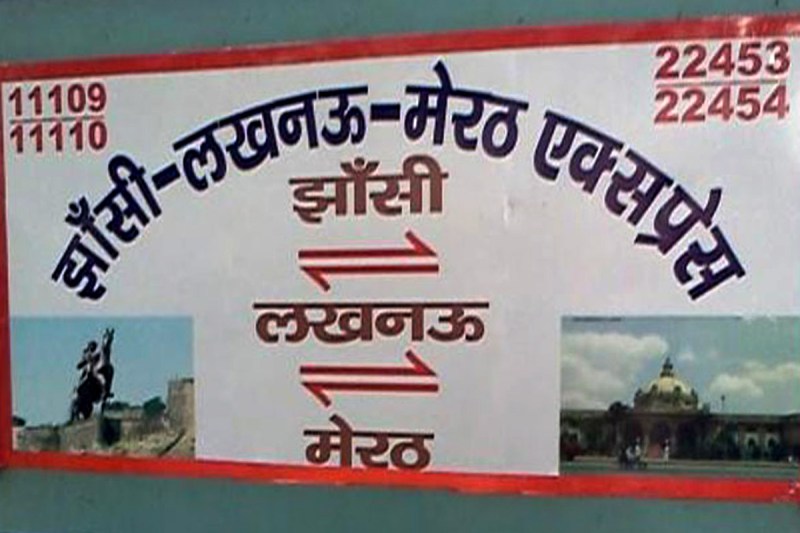 11109
11110
22453
22454
झाँसी-लखनऊ-मेरठ एक्सप्रेस
झाँसी
लखनऊ
मेरठ